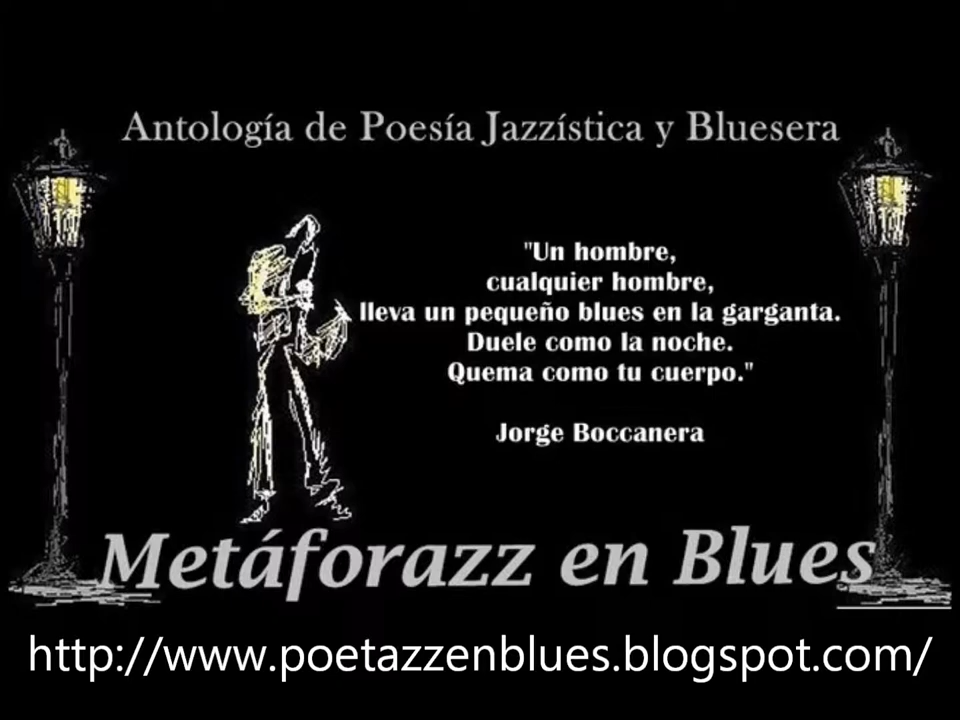 Antología de Poesía Jazzística y Bluesera
"Un hombre,
cualquier hombre,
lleva un pequeño blues en la garganta.
Duele como la noche.
Quema como tu cuerpo."
Jorge Boccanera
Metáforazz en Blues
http://www.poetazzenblues.blogspot.com/